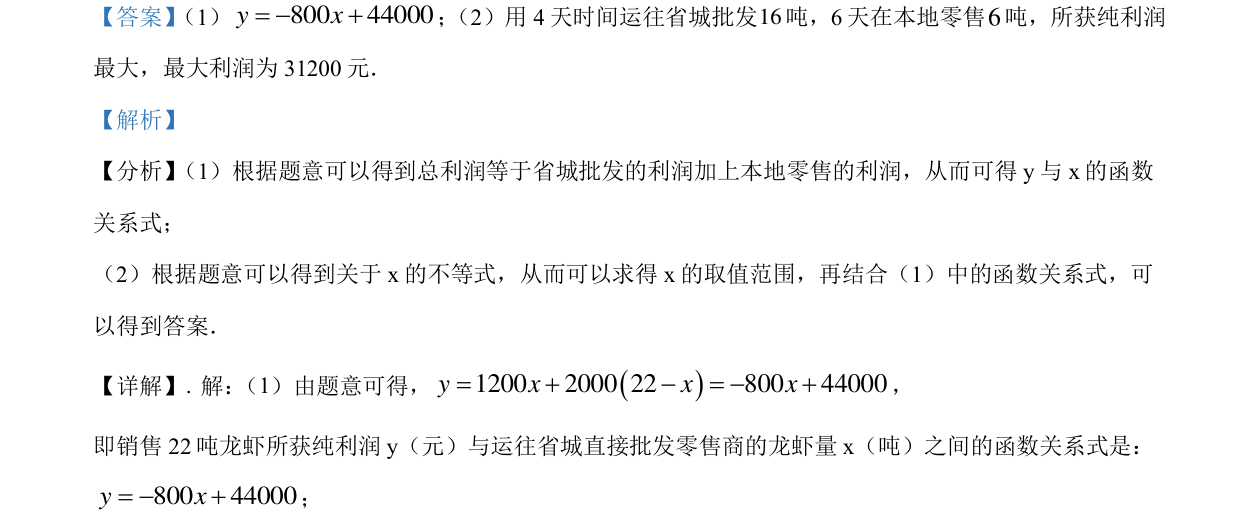 【答案】（1）y＝−800x＋44000；（2）用 4 天时间运往省城批发16吨，6 天在本地零售6吨，所获纯利润
最大，最大利润为 31200 元．
【解析】
【分析】（1）根据题意可以得到总利润等于省城批发的利润加上本地零售的利润，从而可得 y 与 x 的函数
关系式；
（2）根据题意可以得到关于 x 的不等式，从而可以求得 x 的取值范围，再结合（1）中的函数关系式，可
以得到答案．
【详解】. 解：（1）由题意可得，y＝1200x＋2000(22−x)＝−800x＋44000，
即销售 22 吨龙虾所获纯利润 y（元）与运往省城直接批发零售商的龙虾量 x（吨）之间的函数关系式是：
y＝−800x＋44000；